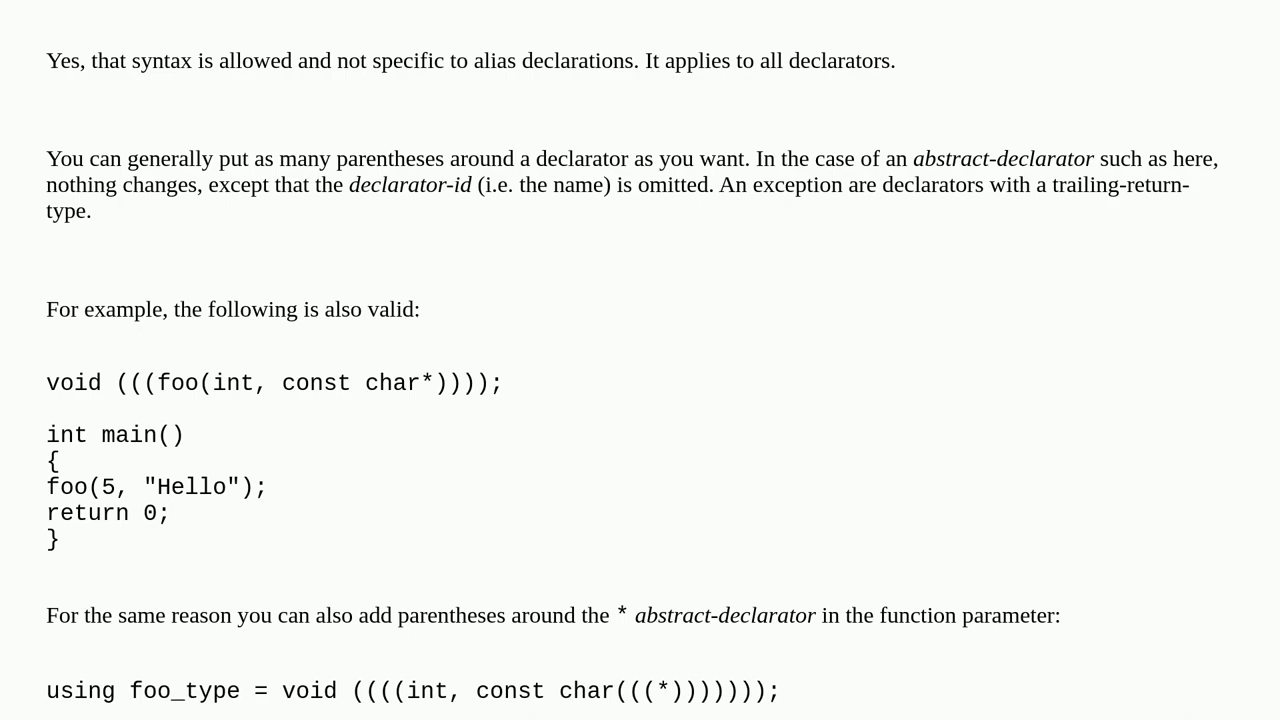 Yes, that syntax is allowed and not specific to alias declarations. It applies to all declarators.
You can generally put as many parentheses around a declarator as you want. In the case of an abstract-declarator such as here,
nothing changes, except that the declarator-id (i.e. the name) is omitted. An exception are declarators with a trailing-return-
type.
For example, the following is also valid:
void (((foo(int, const char*))));
int main()
{
foo(5, "Hello");
return 0;
}
For the same reason you can also add parentheses around the * abstract-declarator in the function parameter:
using foo_type = void ((((int, const char(((*)))))));